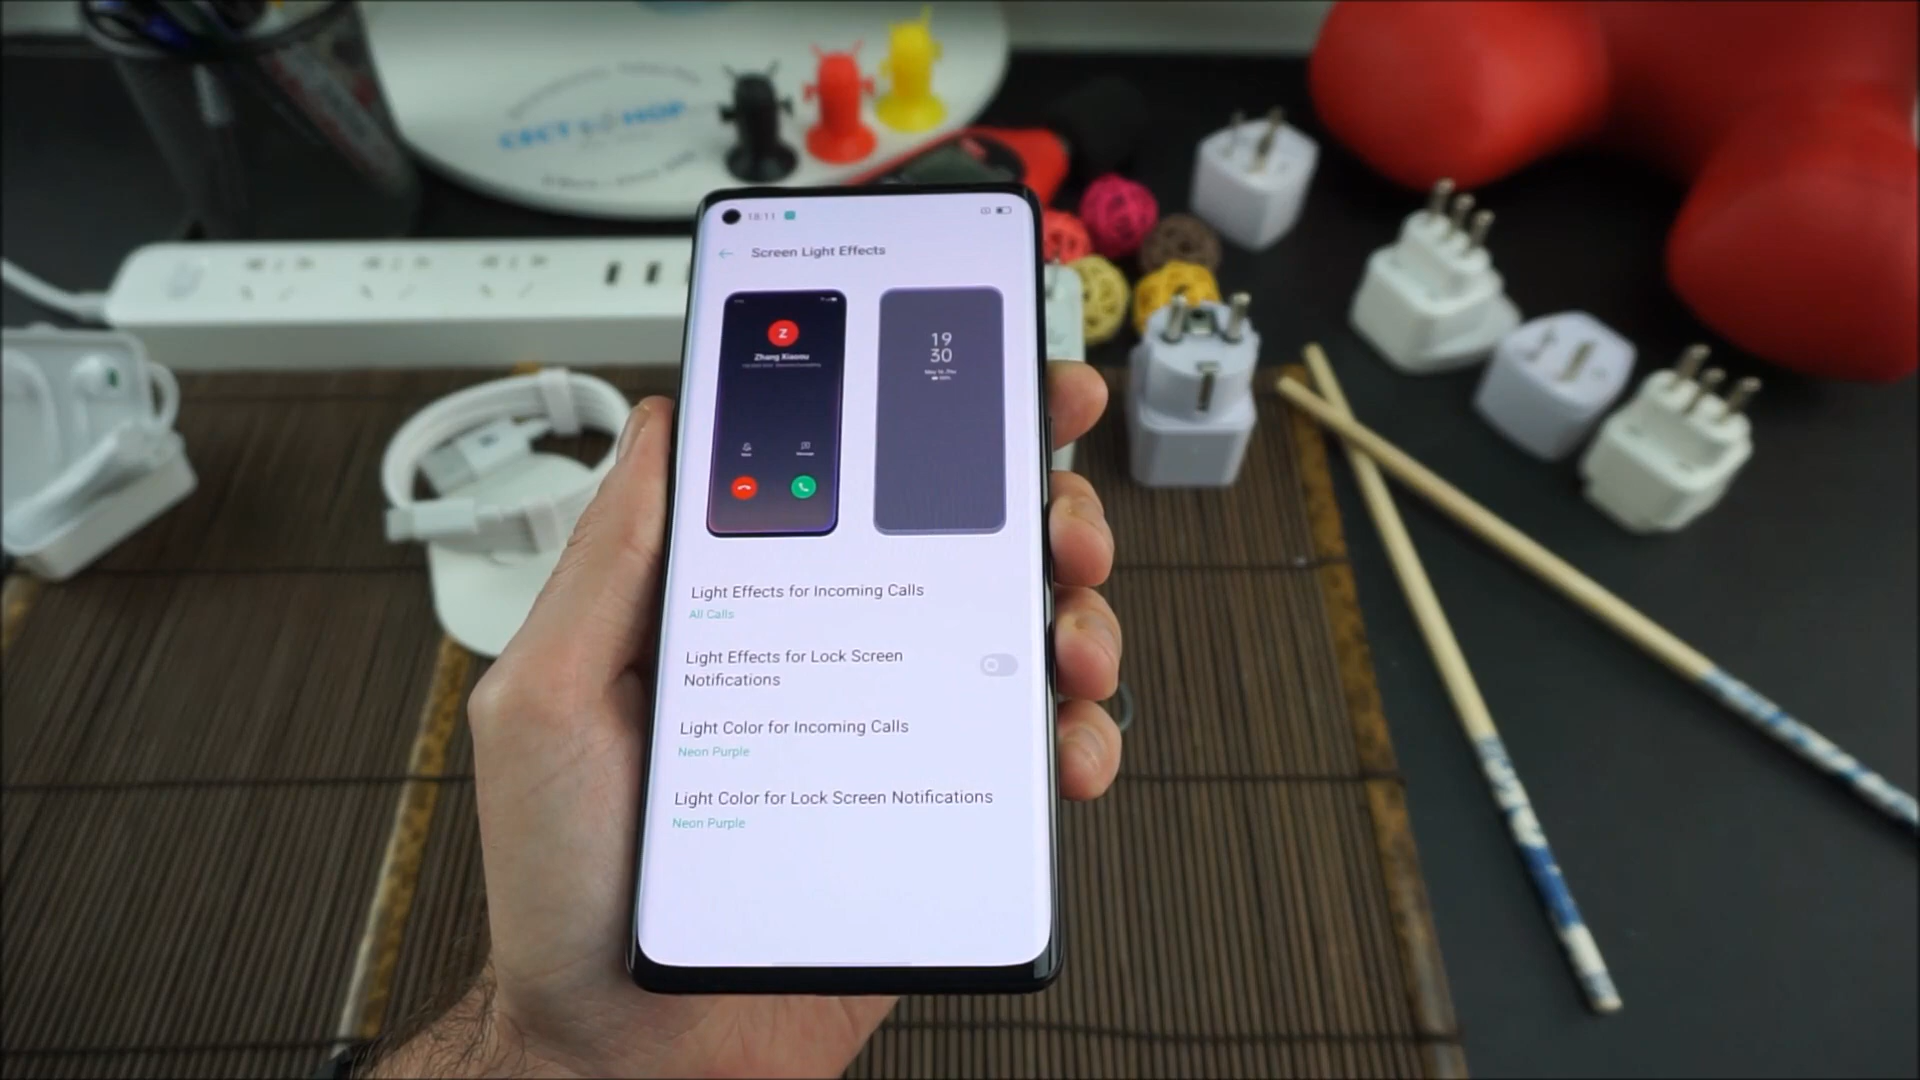 18:11
Screen Light Effects
Z
Zhang Xiaosu
19
30
Light Effects for Incoming Calls
All Calls
Light Effects for Lock Screen
Notifications
Light Color for Incoming Calls
Neon Purple
Light Color for Lock Screen Notifications
Neon Purple